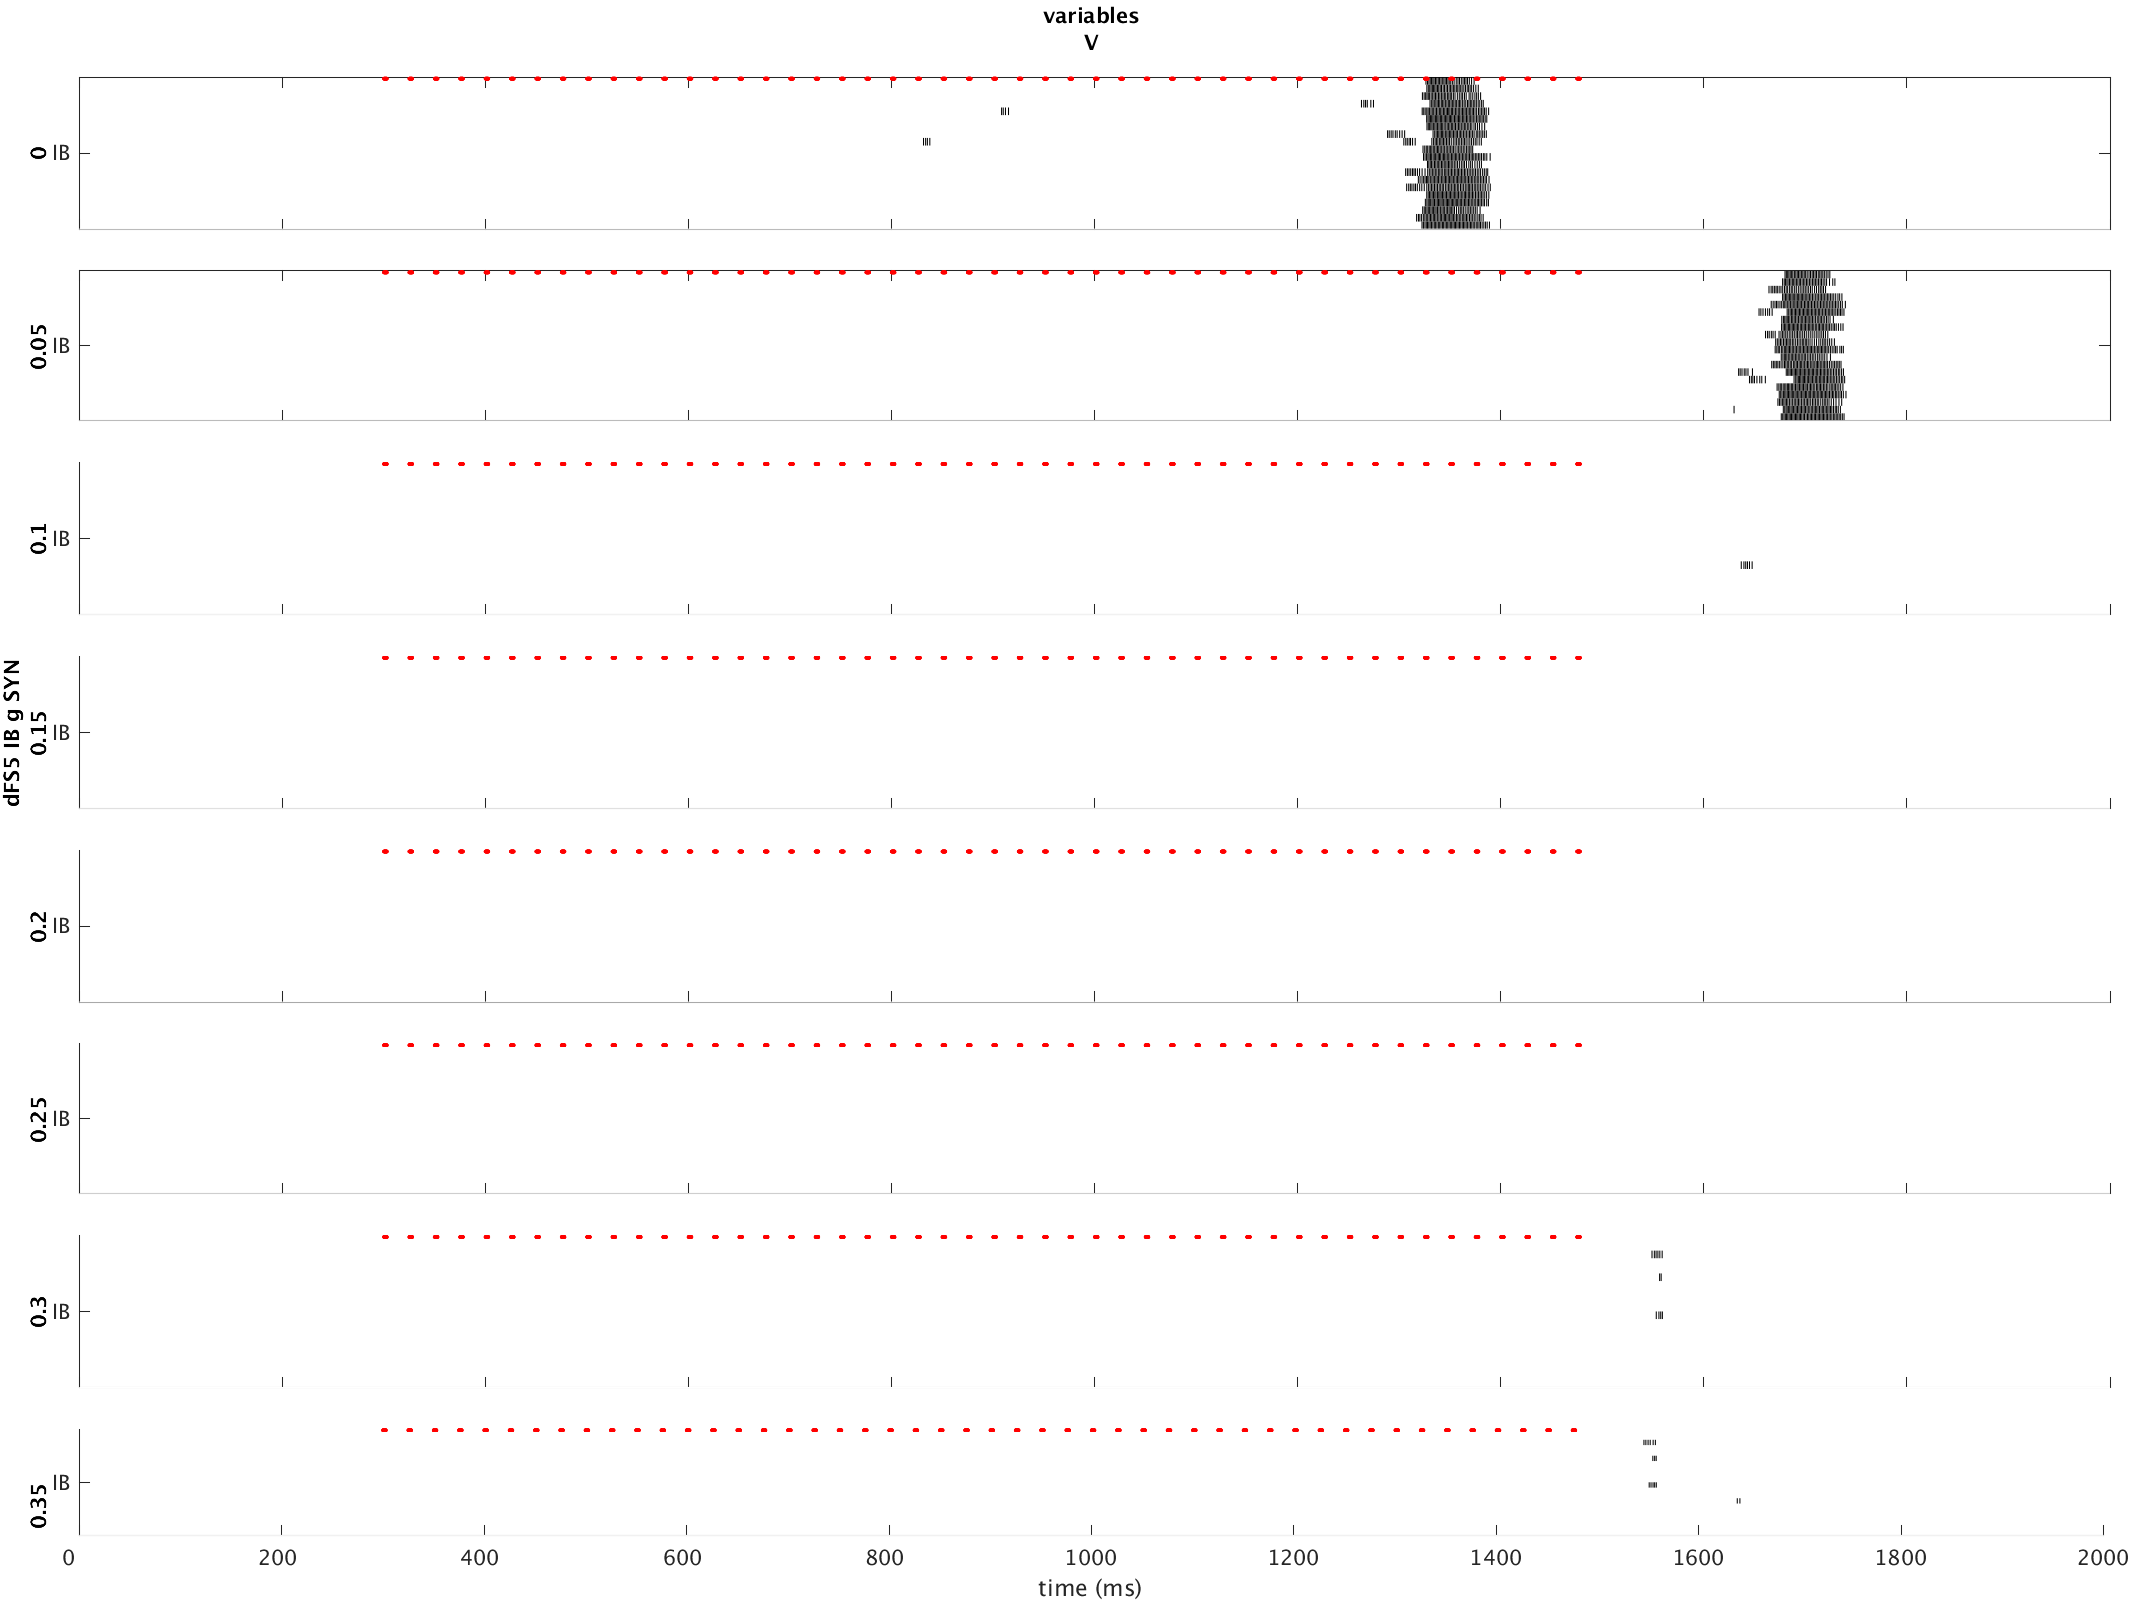 variables
V
dFS5 IB g SYN
0 IB
0.05 IB
0.1 IB
0.15 IB
0.2 IB
0.25 IB
0.3 IB
0.35 IB
0 200 400 600 800 1000 1200 1400 1600 1800 2000
time (ms)